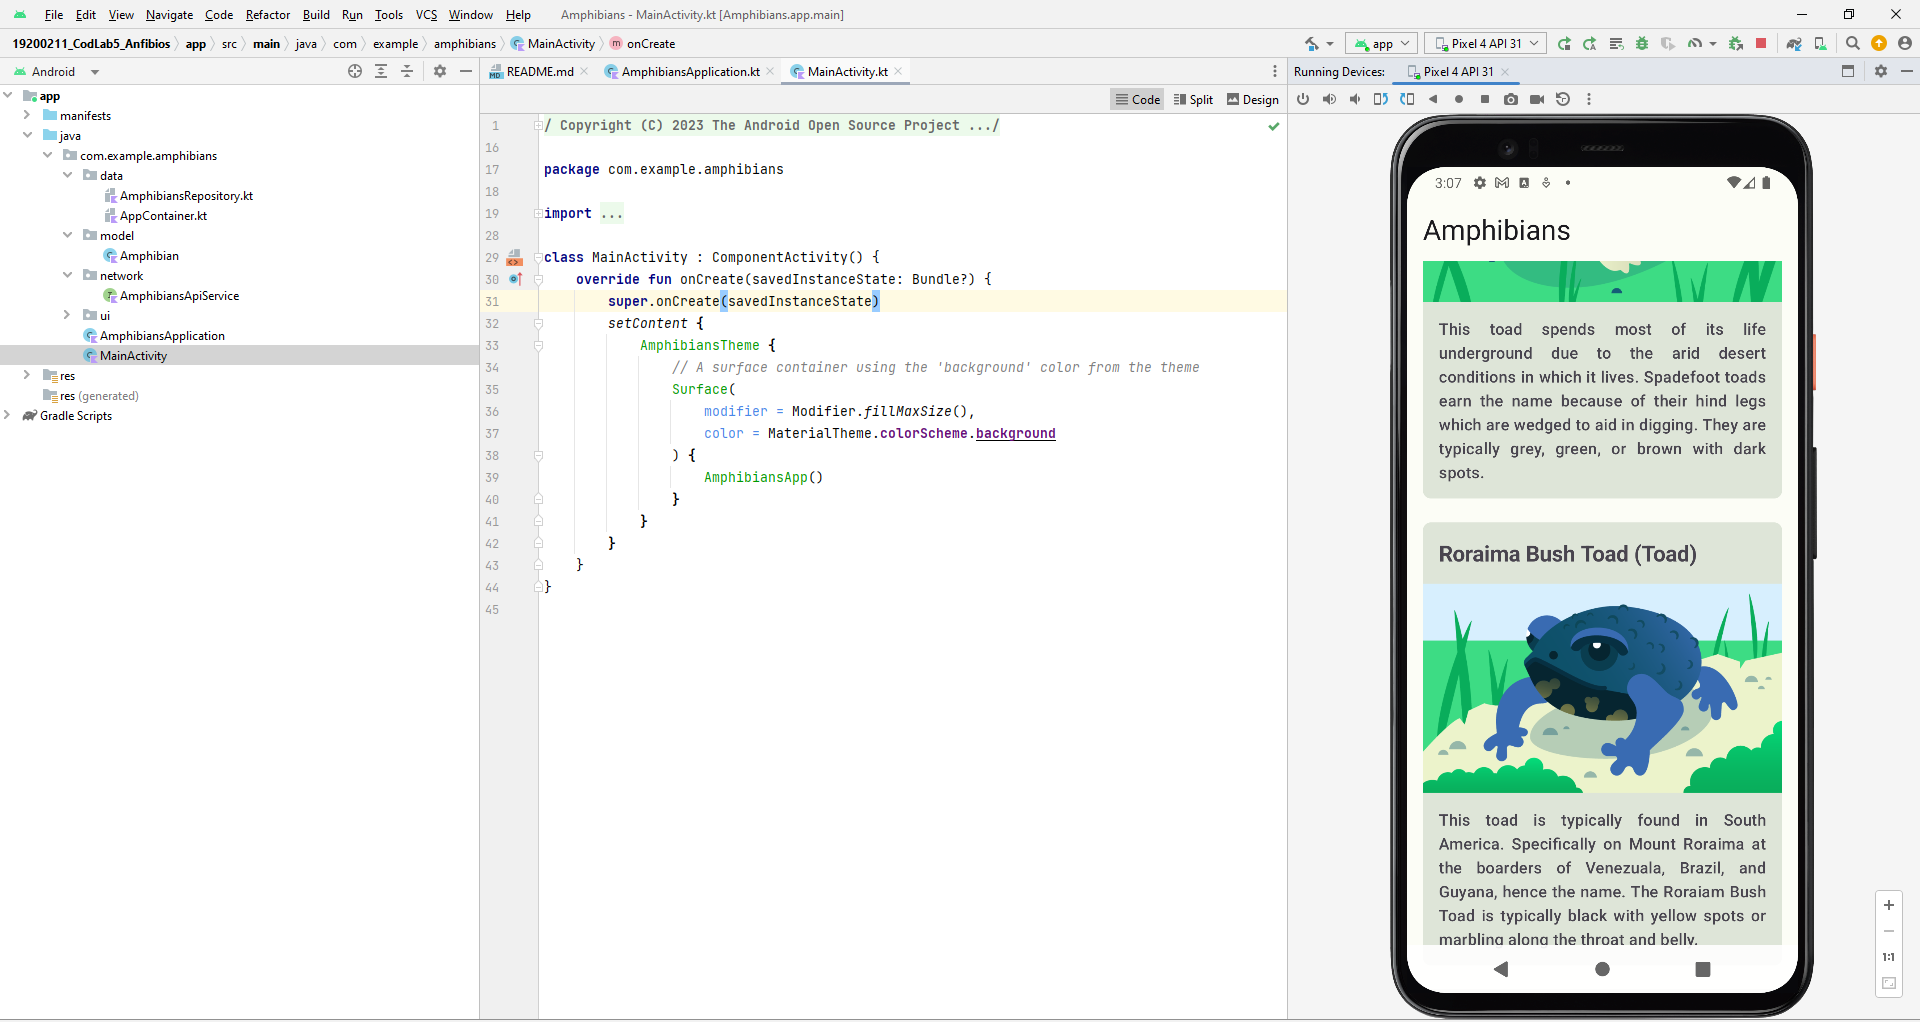 File Edit View Navigate Code Refactor Build Run Tools VCS Window Help Amphibians - MainActivity.kt [Amphibians.app.main]
19200211_CodLab5_Anfibios app src main java com example amphibians MainActivity onCreate app Pixel 4 API 31
Android
README.md AmphibiansApplication.kt MainActivity.kt
Running Devices: Pixel 4 API 31
Code Split Design
app
manifests
java
com.example.amphibians
data
AmphibiansRepository.kt
AppContainer.kt
model
Amphibian
network
AmphibiansApiService
ui
AmphibiansApplication
MainActivity
res
res (generated)
Gradle Scripts
1 / Copyright (C) 2023 The Android Open Source Project .../
16
17 package com.example.amphibians
18
19 import ...
28
29 class MainActivity : ComponentActivity() {
30 override fun onCreate(savedInstanceState: Bundle?) {
31 super.onCreate(savedInstanceState)
32 setContent {
33 AmphibiansTheme {
34 // A surface container using the 'background' color from the theme
35 Surface(
36 modifier = Modifier.fillMaxSize(),
37 color = MaterialTheme.colorScheme.background
38 ) {
39 AmphibiansApp()
40 }
41 }
42 }
43 }
44 }
45
3:07
Amphibians
This toad spends most of its life
underground due to the arid desert
conditions in which it lives. Spadefoot toads
earn the name because of their hind legs
which are wedged to aid in digging. They are
typically grey, green, or brown with dark
spots.
Roraima Bush Toad (Toad)
This toad is typically found in South
America. Specifically on Mount Roraima at
the boarders of Venezuala, Brazil, and
Guyana, hence the name. The Roraiam Bush
Toad is typically black with yellow spots or
marbling along the throat and belly.
1:1